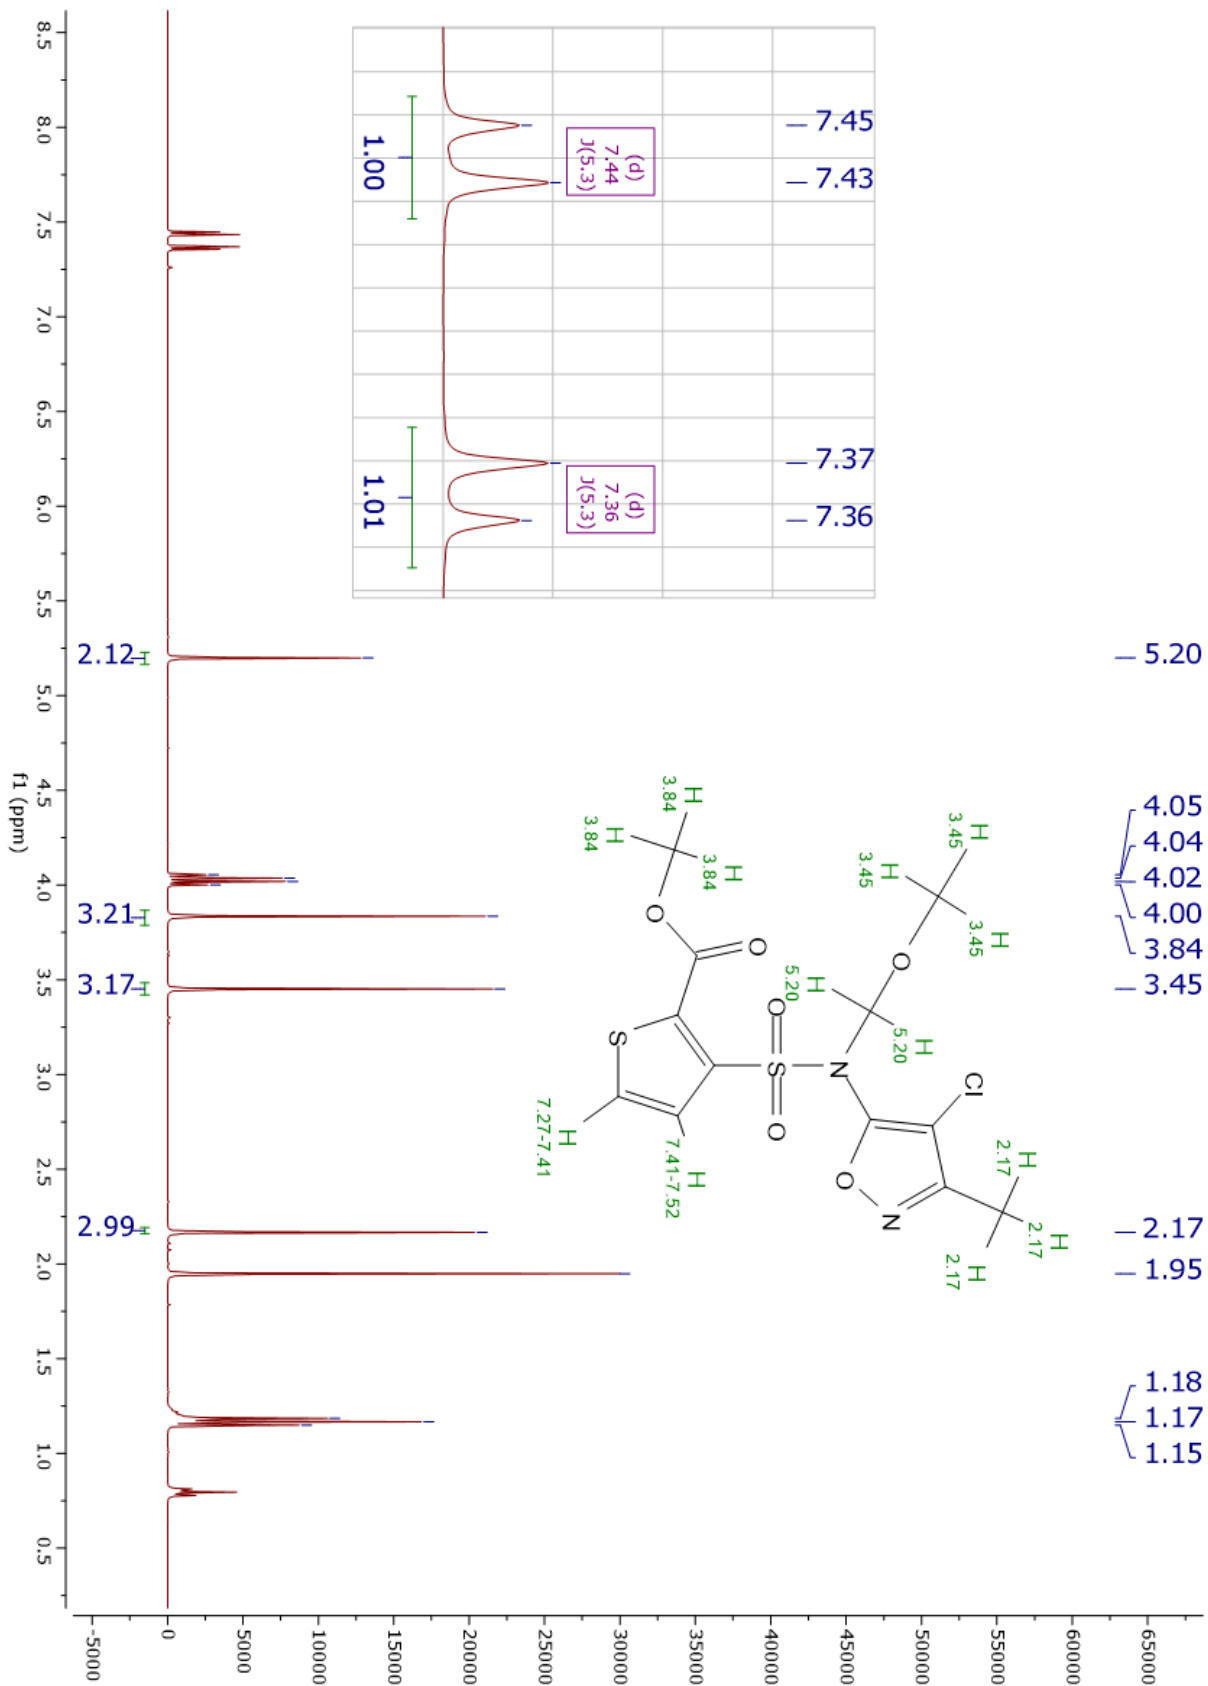 5.20
4.05
4.04
4.02
4.00
3.84
3.45
2.17
1.95
1.18
1.17
1.15
7.45
7.43
7.37
7.36
(d)
7.44
J(5.3)
(d)
7.36
J(5.3)
1.00
1.01
H
3.45
H
3.45
H
3.45
O
H
5.20
H
5.20
H
3.84
H
3.84
H
3.84
O
O
S
O
S
O
N
Cl
O
N
H
2.17
H
2.17
H
2.17
H
7.41-7.52
H
7.27-7.41
2.12
3.21
3.17
2.99
8.5
8.0
7.5
7.0
6.5
6.0
5.5
5.0
4.5
4.0
3.5
3.0
2.5
2.0
1.5
1.0
0.5
f1 (ppm)
65000
60000
55000
50000
45000
40000
35000
30000
25000
20000
15000
10000
5000
0
-5000